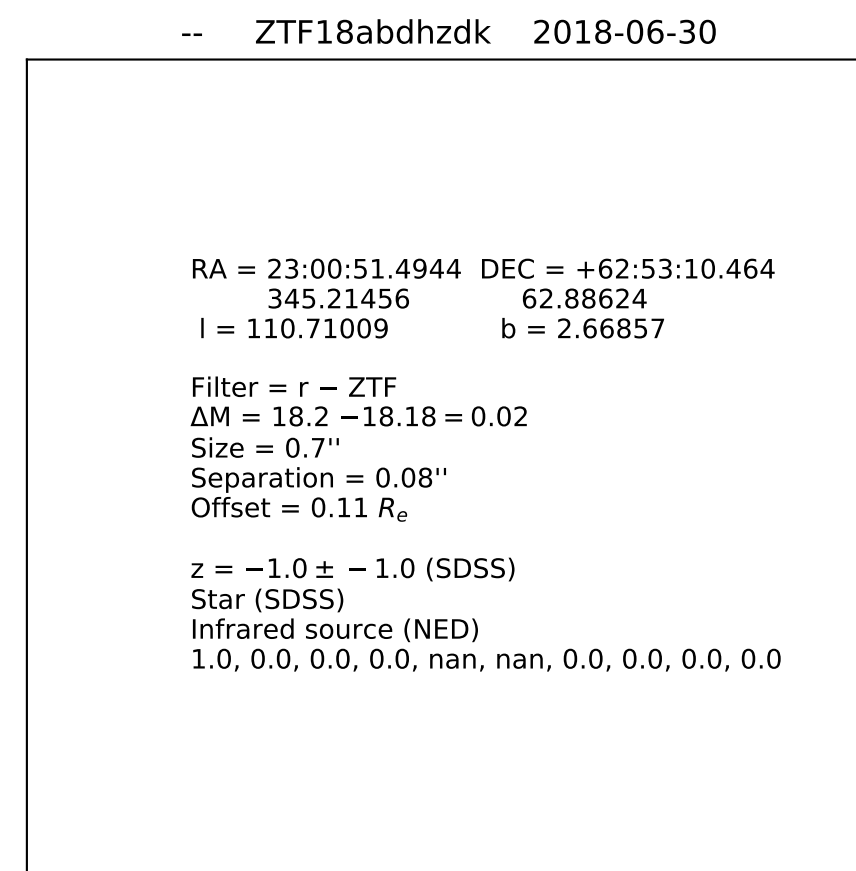 -- ZTF18abdhzdk 2018-06-30
RA = 23:00:51.4944 DEC = +62:53:10.464
345.21456 62.88624
l = 110.71009 b = 2.66857
Filter = r − ZTF
ΔM = 18.2 −18.18 = 0.02
Size = 0.7''
Separation = 0.08''
Offset = 0.11 Rₑ
z = −1.0 ± − 1.0 (SDSS)
Star (SDSS)
Infrared source (NED)
1.0, 0.0, 0.0, 0.0, nan, nan, 0.0, 0.0, 0.0, 0.0